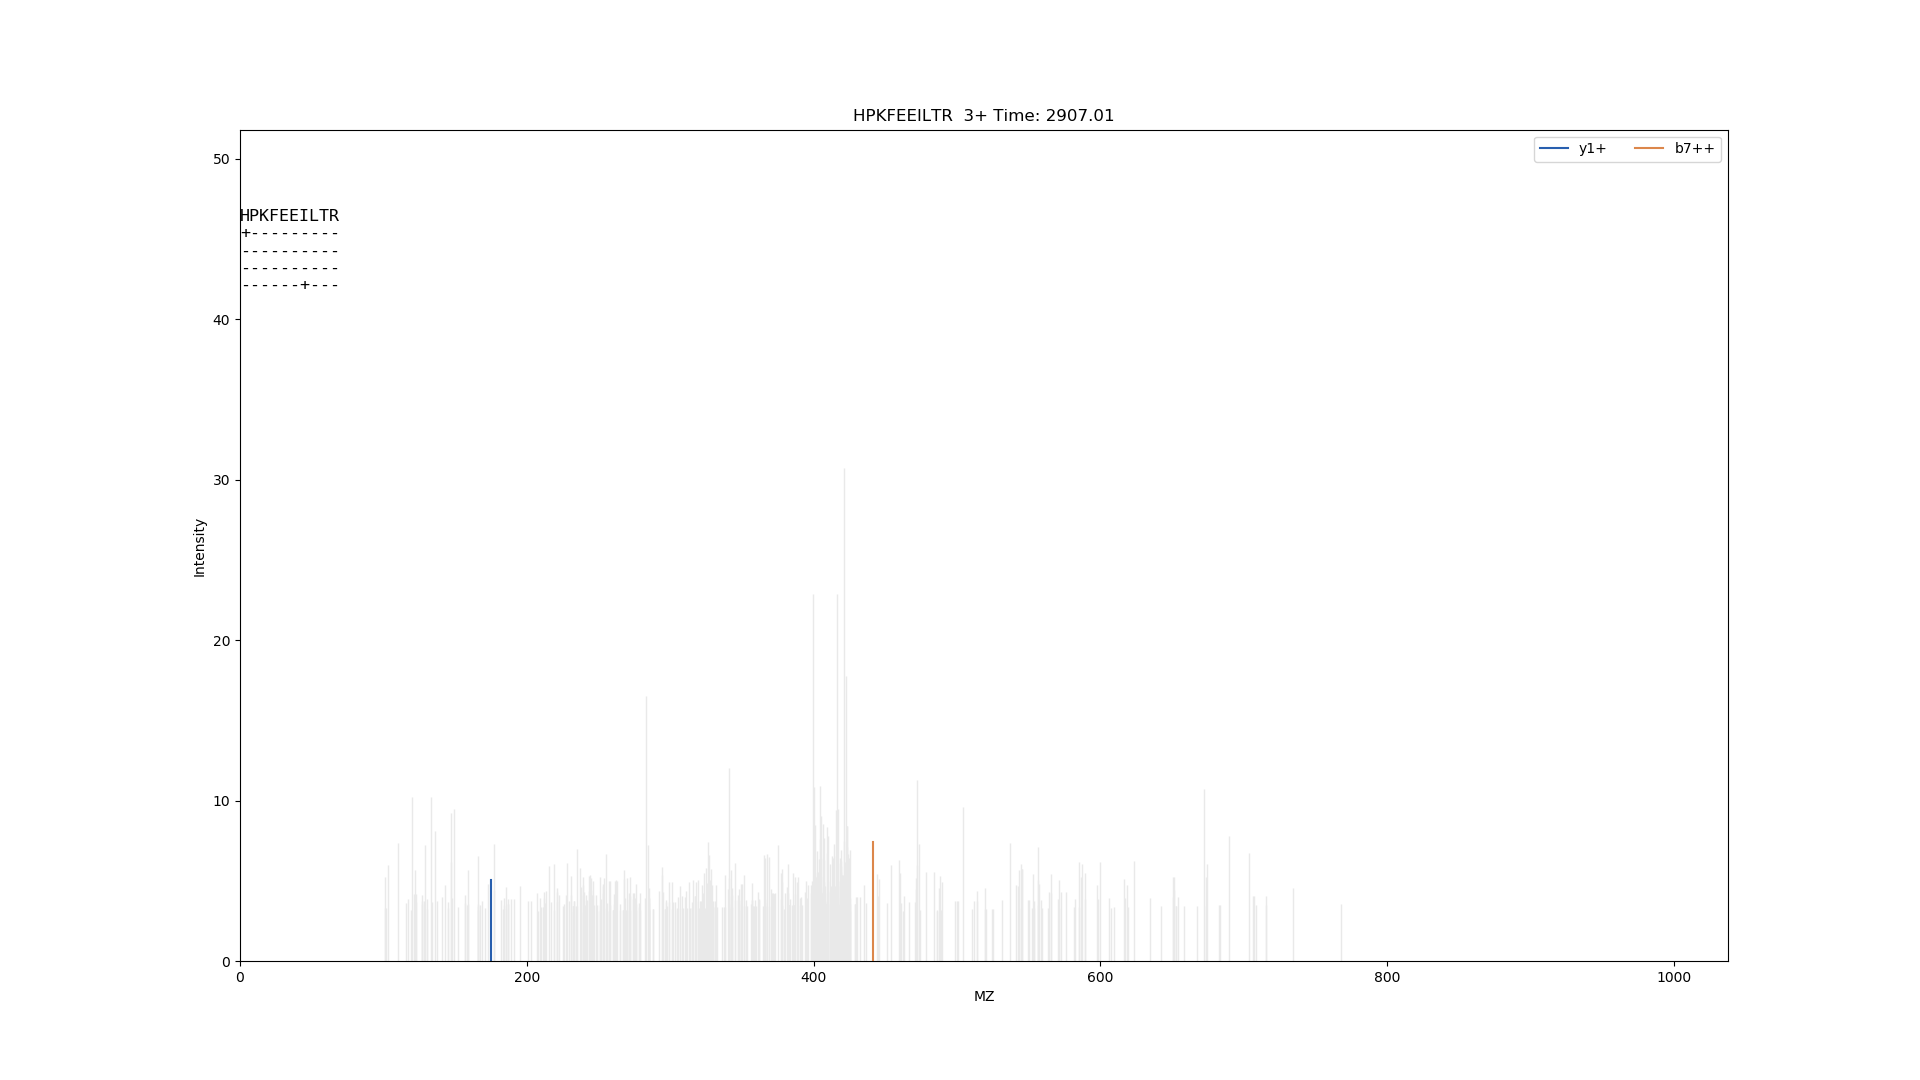 HPKFEEILTR  3+ Time: 2907.01
y1+
b7++
50
HPKFEEILTR
+---------
----------
----------
------+---
40
30
Intensity
20
10
0
0 200 400 600 800 1000
MZ